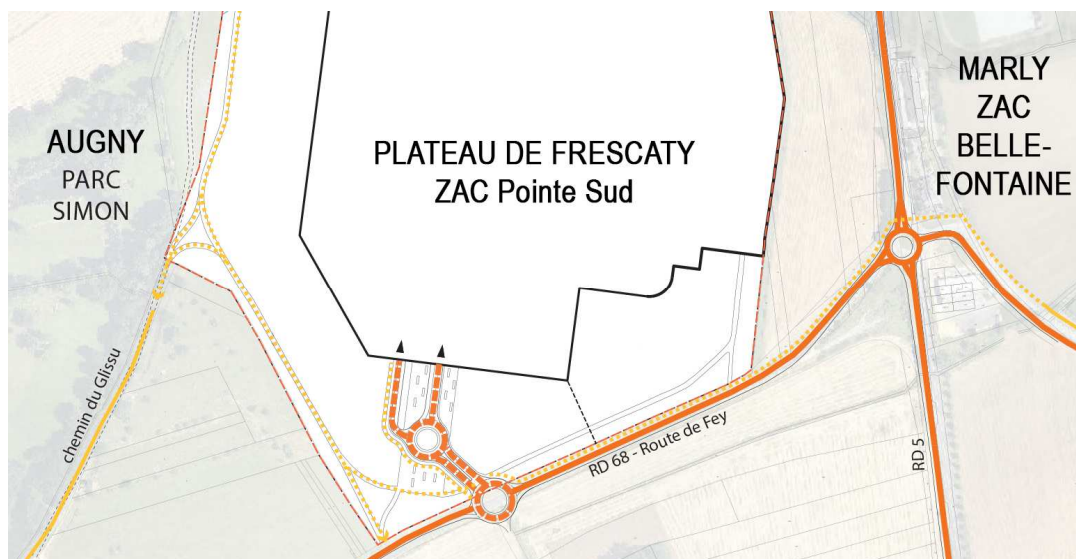 AUGNY
PARC
SIMON
PLATEAU DE FRESCATY
ZAC Pointe Sud
MARLY
ZAC
BELLE-
FONTAINE
chemin du Glissu
RD 68 - Route de Fey
RD 5